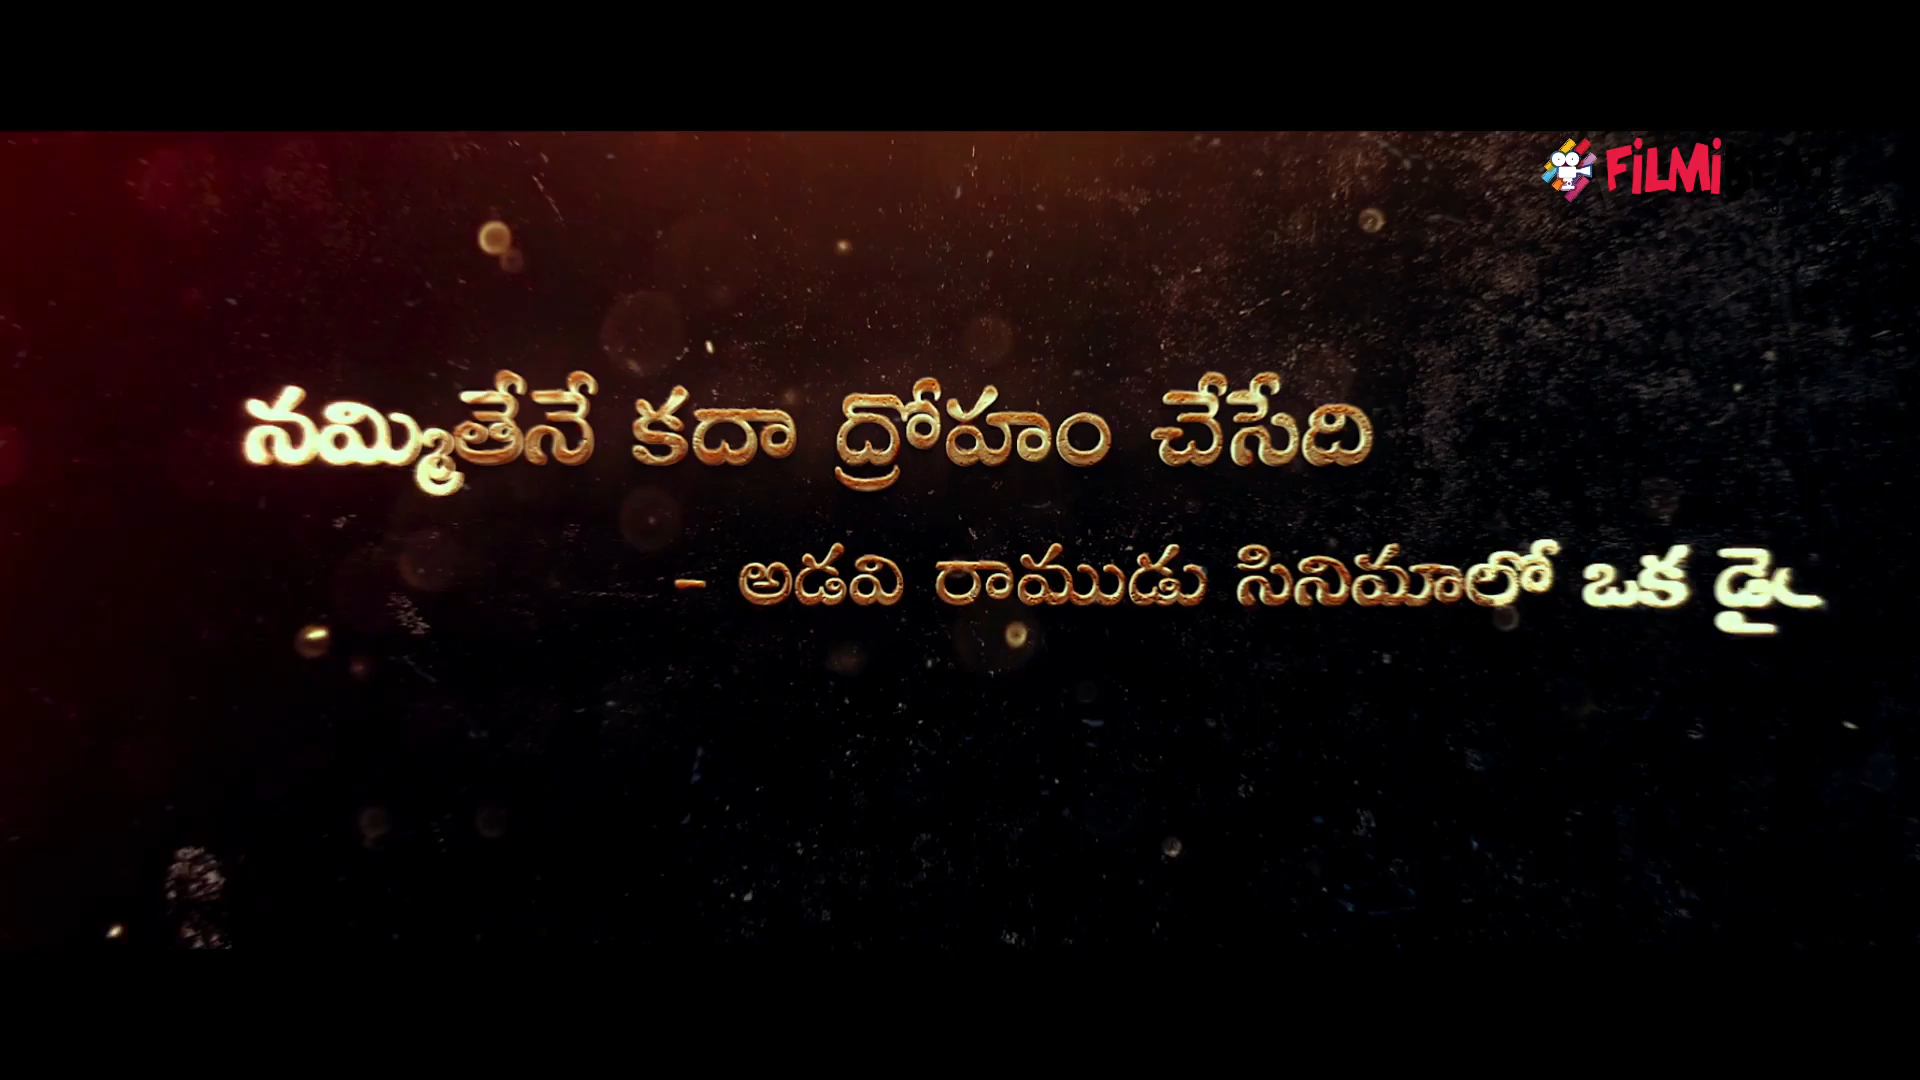 FiLMi
నమ్మితేనే కదా ద్రోహం చేసేది
- అడవి రాముడు సినిమాలో ఒక